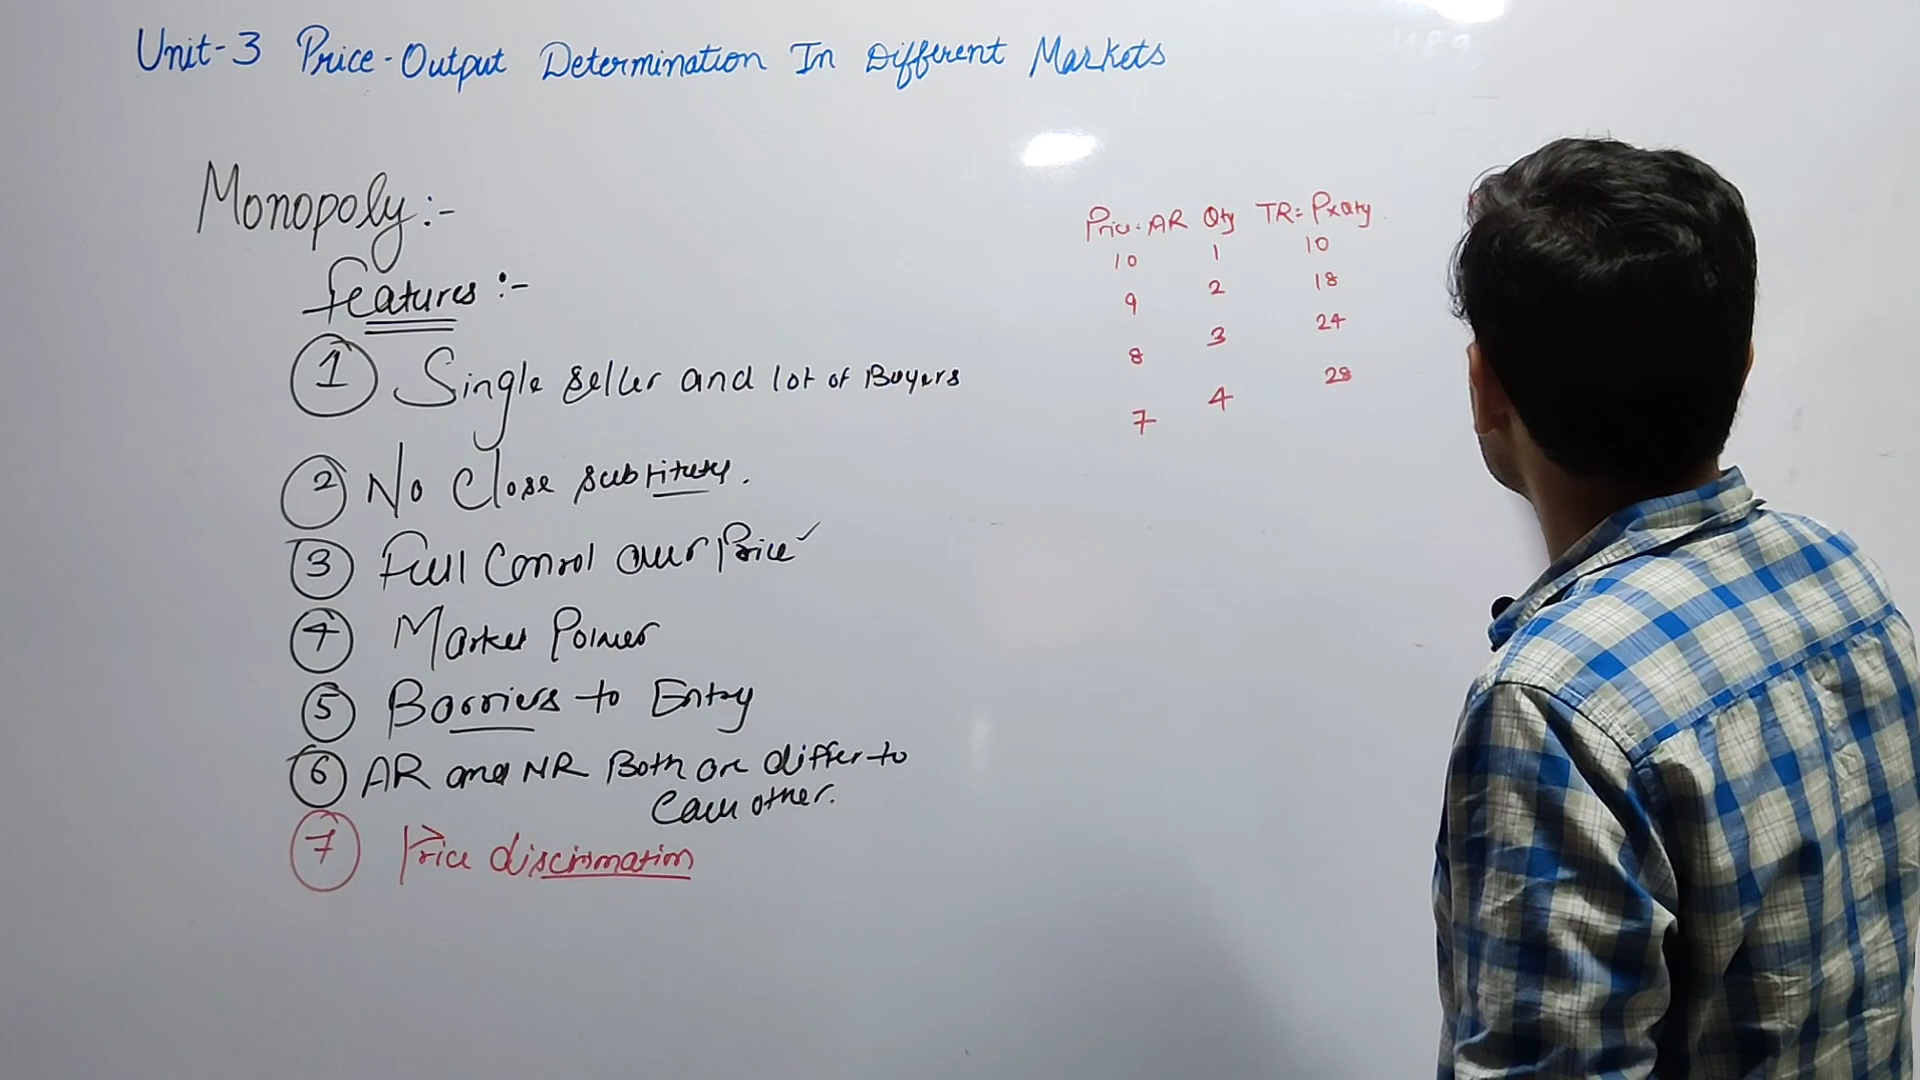 Unit-3 Price-Output Determination In Different Markets
Monopoly:-
features:-
1 Single seller and lot of Buyers
2 No Close substitutes.
3 Full Conrol over Price
4 Market Power
5 Barriers to Entry
6 AR and MR Both are differ to
Each other.
7 Price discrimation
Price=AR Qty TR=PxQty
10 1 10
9 2 18
8 3 24
7 4 28